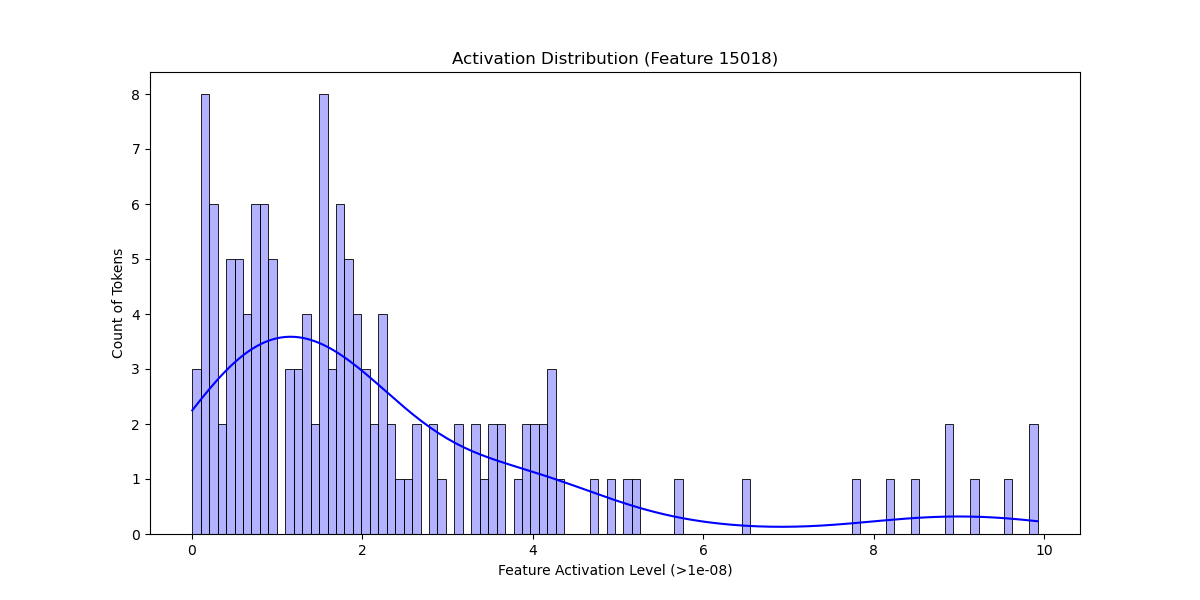 Activation Distribution (Feature 15018)
8
7
6
5
4
3
2
1
0
Count of Tokens
0 2 4 6 8 10
Feature Activation Level (>1e-08)